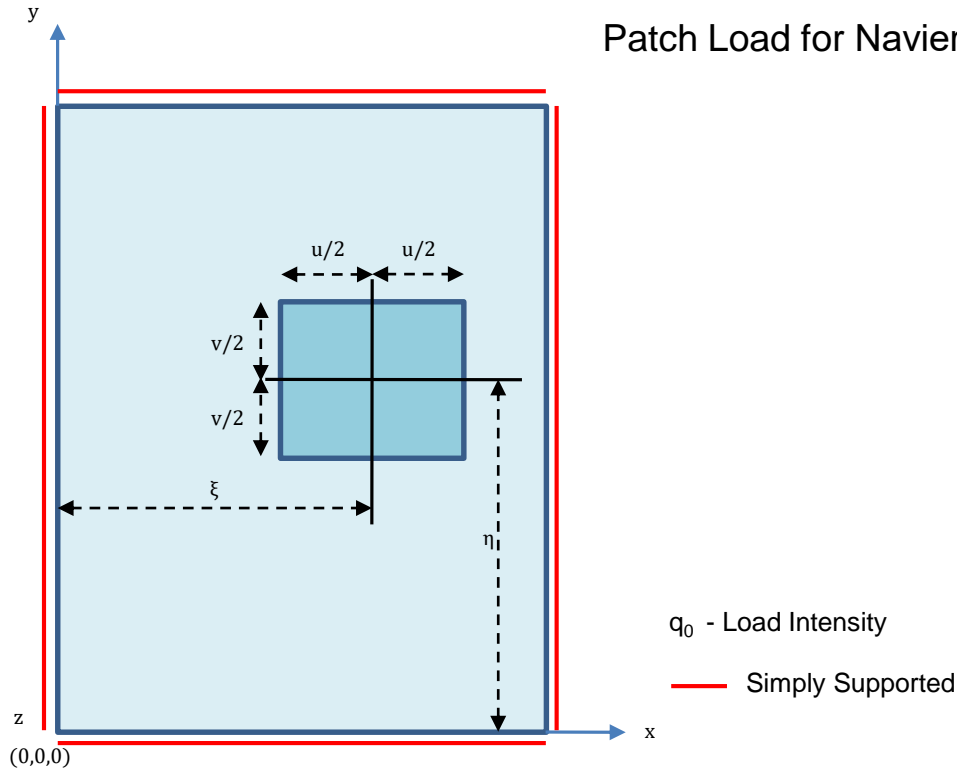 y
Patch Load for Navier
u/2 u/2
v/2
v/2
ξ
η
q₀ - Load Intensity
Simply Supported
z
x
(0,0,0)